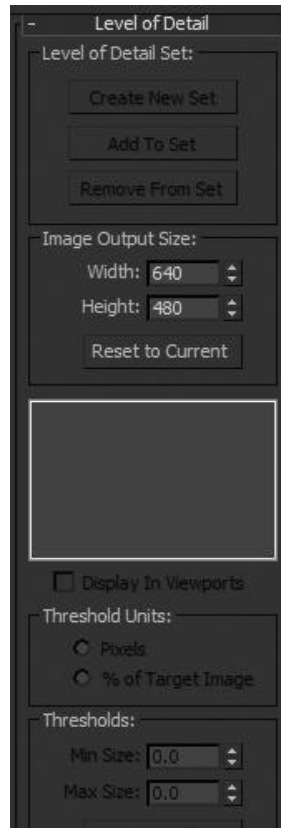 - Level of Detail
Level of Detail Set:
Create New Set
Add To Set
Remove From Set
Image Output Size:
Width: 640
Height: 480
Reset to Current
Display In Viewports
Threshold Units:
Pixels
% of Target Image
Thresholds:
Min Size: 0.0
Max Size: 0.0